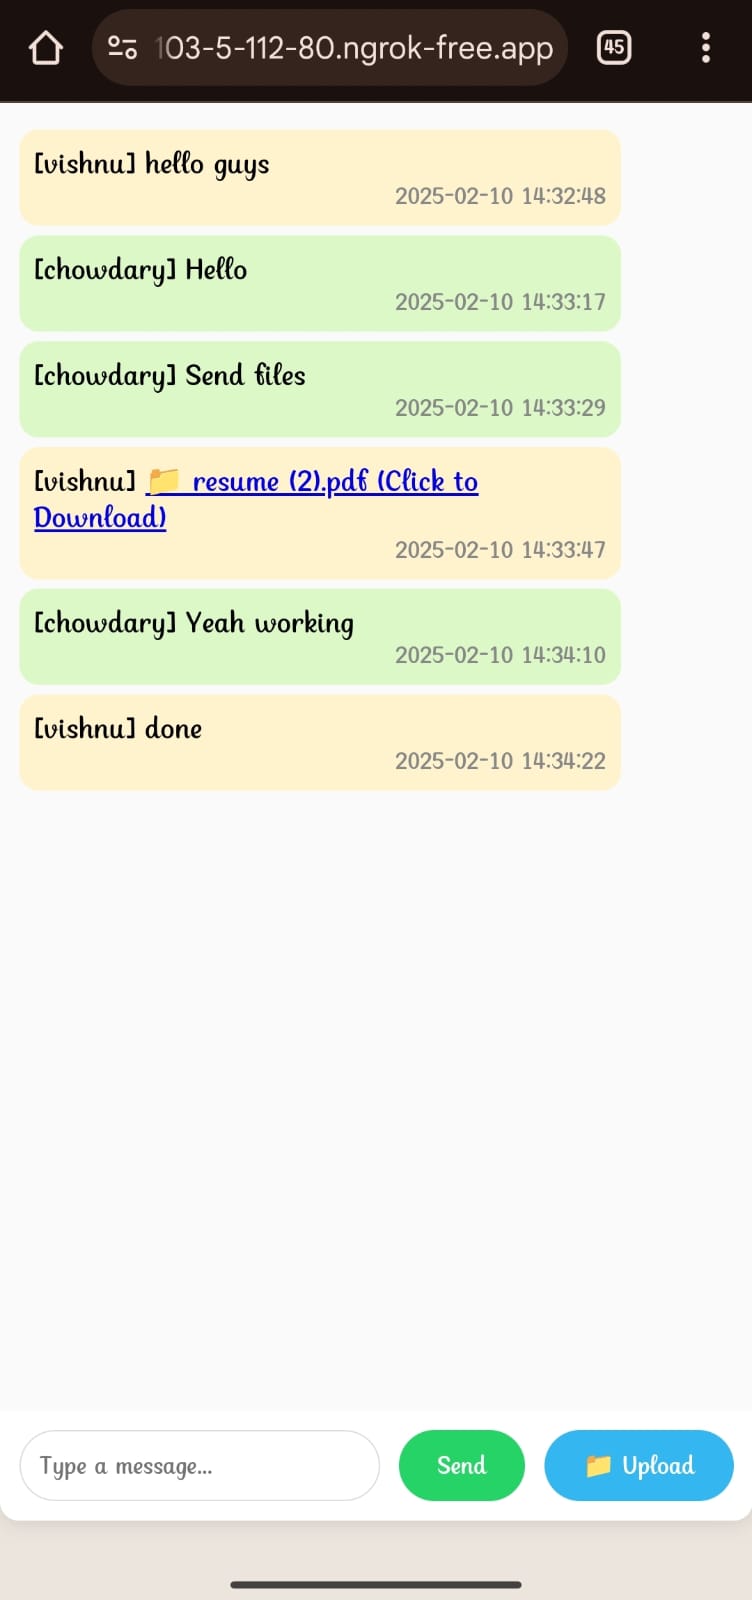 103-5-112-80.ngrok-free.app
45
[vishnu] hello guys
2025-02-10 14:32:48
[chowdary] Hello
2025-02-10 14:33:17
[chowdary] Send files
2025-02-10 14:33:29
[vishnu] 📁 resume (2).pdf (Click to
Download)
2025-02-10 14:33:47
[chowdary] Yeah working
2025-02-10 14:34:10
[vishnu] done
2025-02-10 14:34:22
Type a message...
Send
📁 Upload